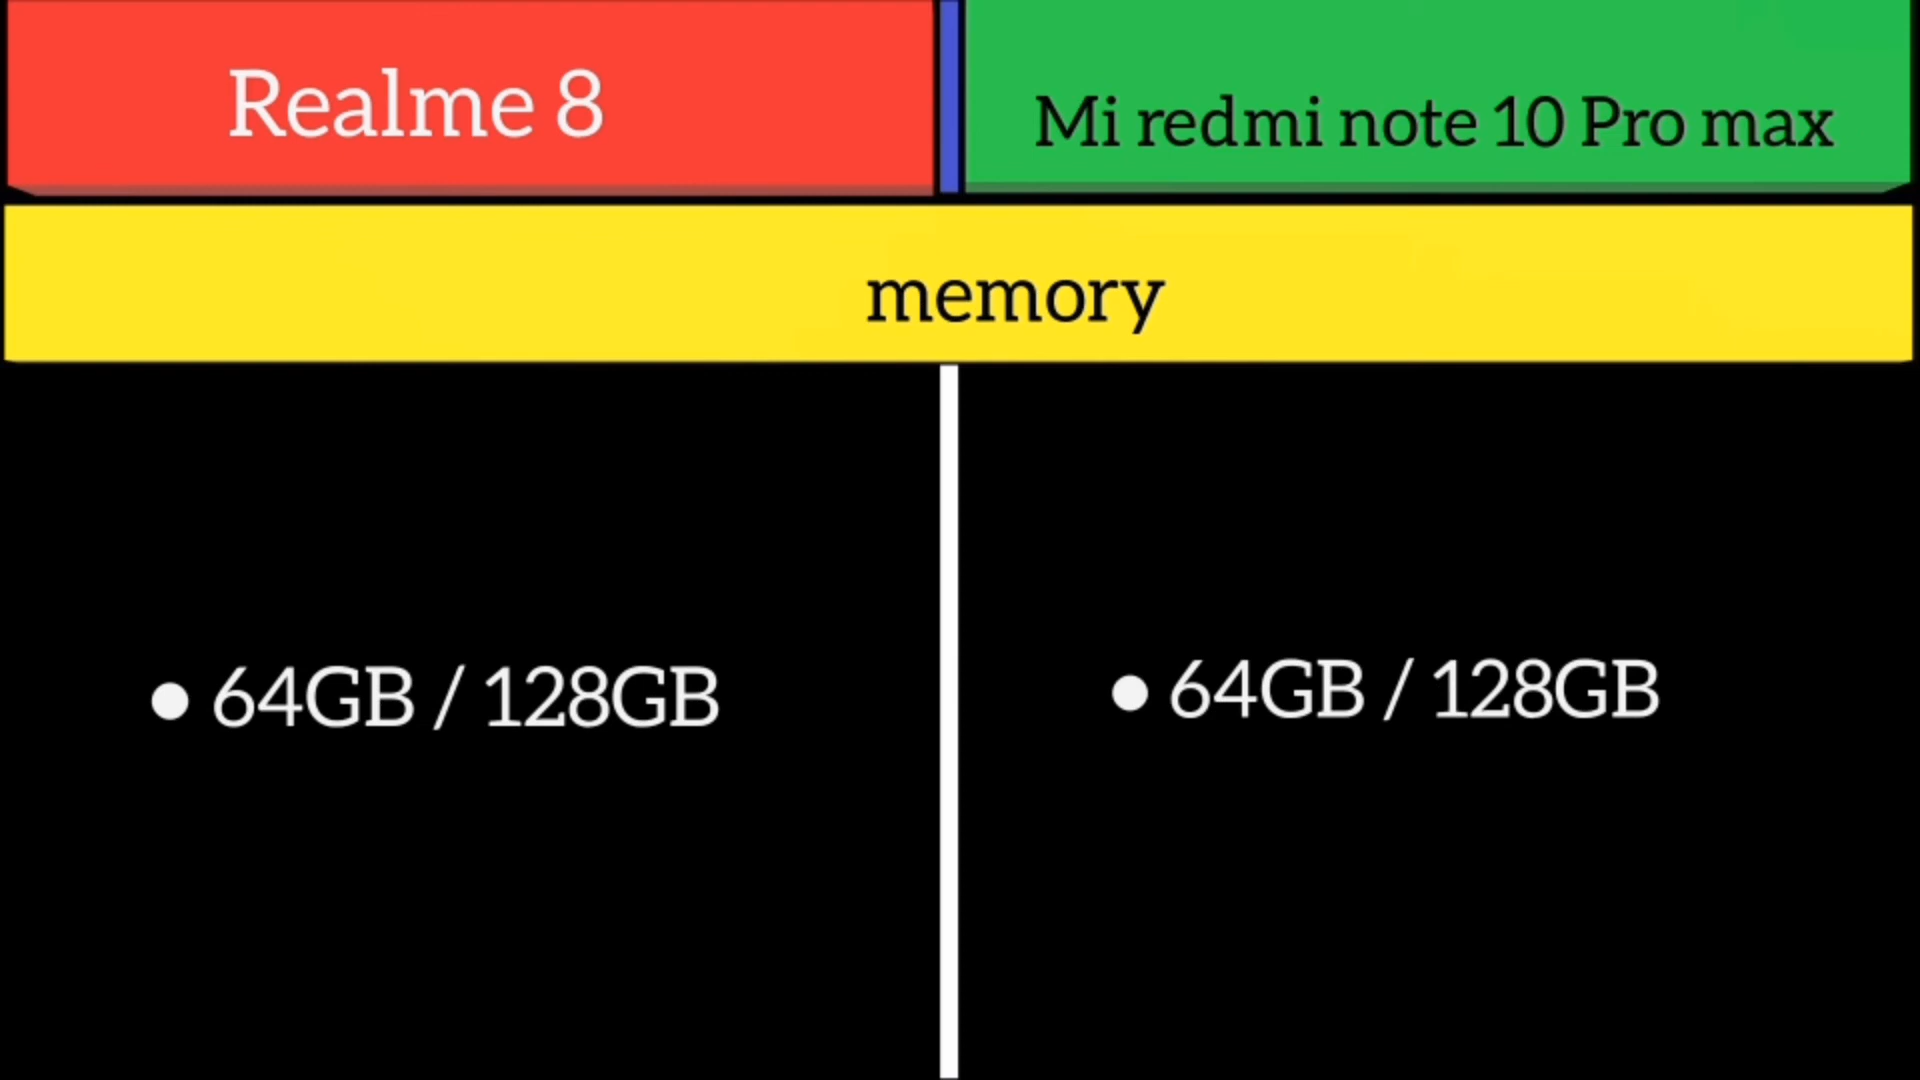 Realme 8
Mi redmi note 10 Pro max
memory
● 64GB / 128GB
● 64GB / 128GB